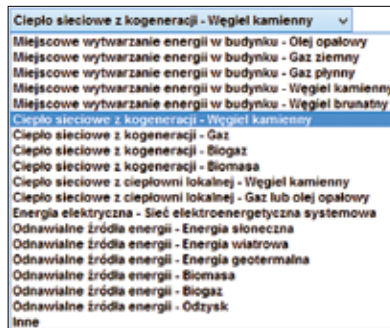 Ciepło sieciowe z kogeneracji - Węgiel kamienny
Miejscowe wytwarzanie energii w budynku - Olej opałowy
Miejscowe wytwarzanie energii w budynku - Gaz ziemny
Miejscowe wytwarzanie energii w budynku - Gaz płynny
Miejscowe wytwarzanie energii w budynku - Węgiel kamienny
Miejscowe wytwarzanie energii w budynku - Węgiel brunatny
Ciepło sieciowe z kogeneracji - Węgiel kamienny
Ciepło sieciowe z kogeneracji - Gaz
Ciepło sieciowe z kogeneracji - Biogaz
Ciepło sieciowe z kogeneracji - Biomasa
Ciepło sieciowe z ciepłowni lokalnej - Węgiel kamienny
Ciepło sieciowe z ciepłowni lokalnej - Gaz lub olej opałowy
Energia elektryczna - Sieć elektroenergetyczna systemowa
Odnawialne źródła energii - Energia słoneczna
Odnawialne źródła energii - Energia wiatrowa
Odnawialne źródła energii - Energia geotermalna
Odnawialne źródła energii - Biomasa
Odnawialne źródła energii - Biogaz
Odnawialne źródła energii - Odzysk
Inne